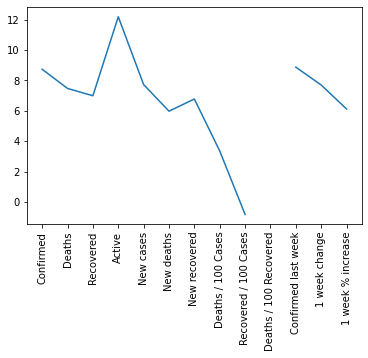 12
10
8
6
4
2
0
Confirmed
Deaths
Recovered
Active
New cases
New deaths
New recovered
Deaths / 100 Cases
Recovered / 100 Cases
Deaths / 100 Recovered
Confirmed last week
1 week change
1 week % increase